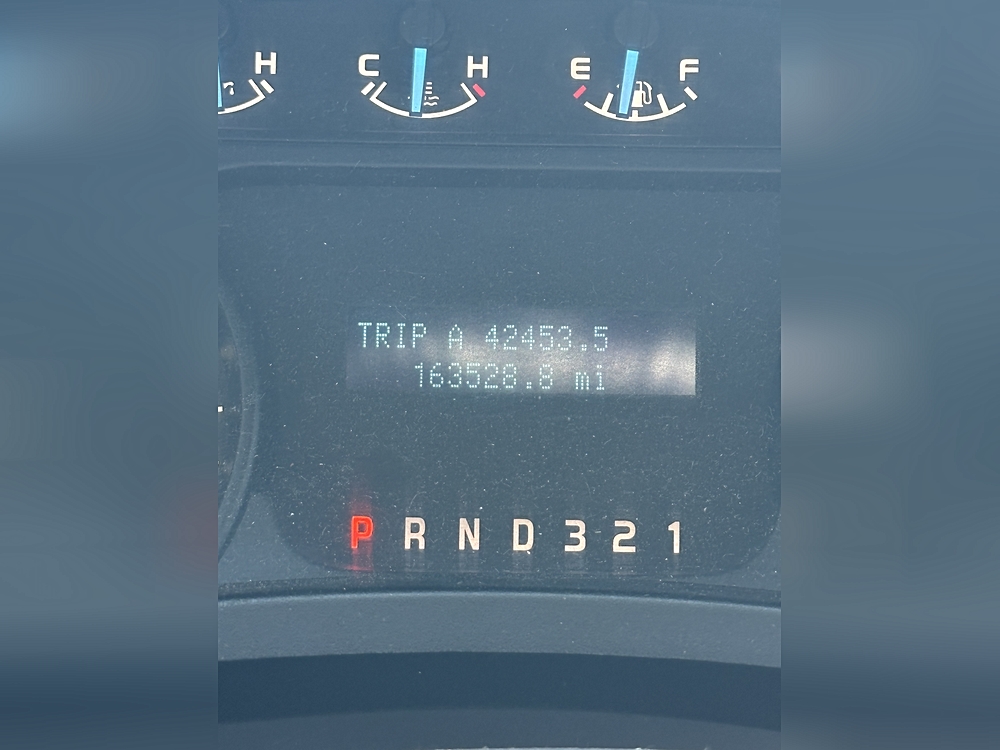 H C H E F
TRIP A 42453.5
163528.8 mi
P R N D 3 2 1